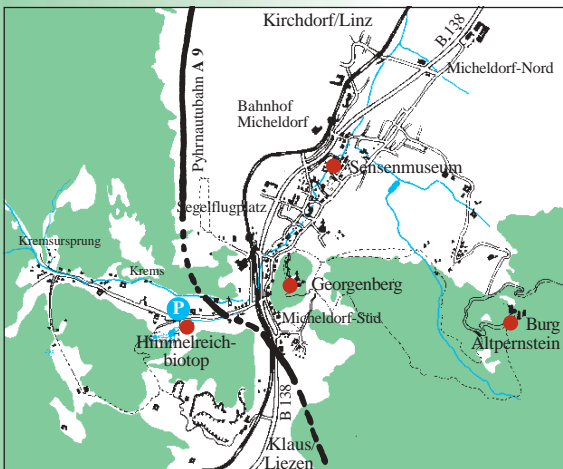 Kirchdorf/Linz
B 138
Micheldorf-Nord
Pyhrnautubahn A 9
Bahnhof
Micheldorf
Sensenmuseum
Segelflugplatz
Kremsursprung
Krems
Georgenberg
P
Micheldorf-Süd
Himmelreich-
biotop
Burg
Altpernstein
B 138
Klaus/
Liezen